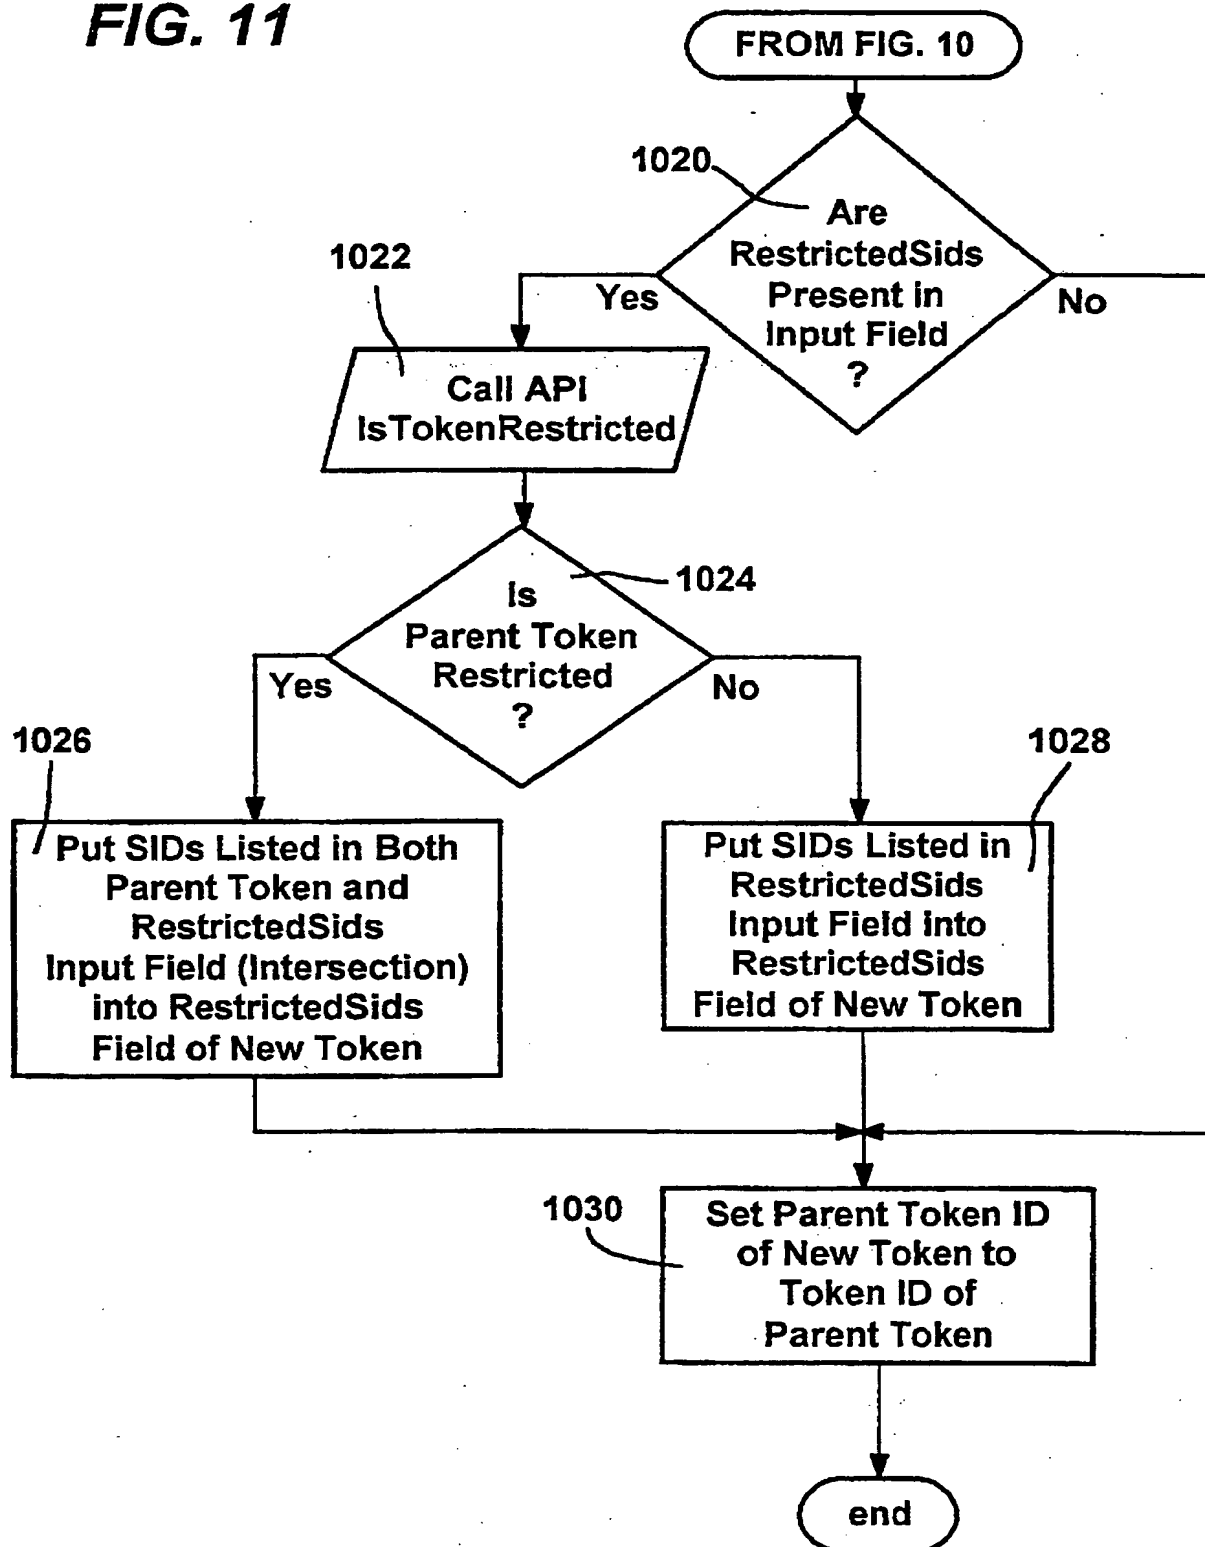 FIG. 11
FROM FIG. 10
1020
Are
RestrictedSids
Present in
Input Field
?
Yes
No
1022
Call API
IsTokenRestricted
1024
Is
Parent Token
Restricted
?
Yes
No
1026
Put SIDs Listed in Both
Parent Token and
RestrictedSids
Input Field (Intersection)
into RestrictedSids
Field of New Token
1028
Put SIDs Listed in
RestrictedSids
Input Field into
RestrictedSids
Field of New Token
1030
Set Parent Token ID
of New Token to
Token ID of
Parent Token
end